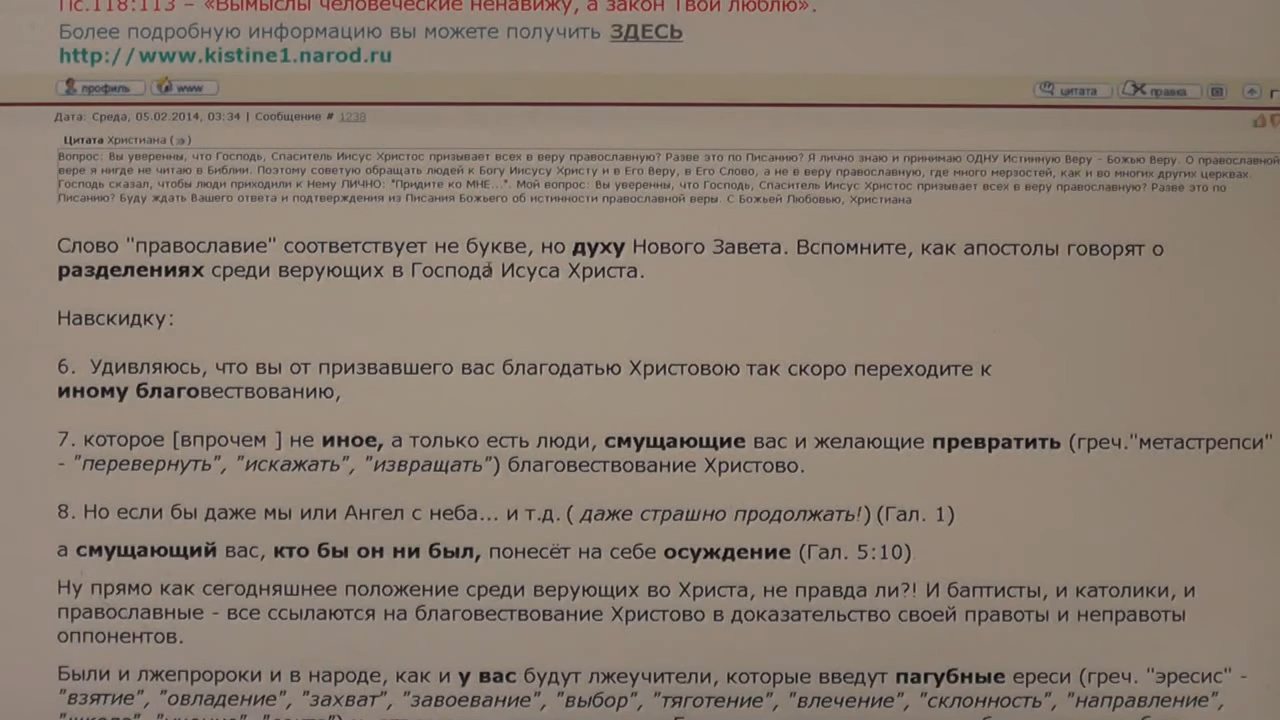 Пс.118:113 – «Вымыслы человеческие ненавижу, а закон Твой люблю».
Более подробную информацию вы можете получить ЗДЕСЬ
http://www.kistine1.narod.ru
профиль www цитата правка
Дата: Среда, 05.02.2014, 03:34 | Сообщение # 1238
Цитата Христиана ( )
Вопрос: Вы уверенны, что Господь, Спаситель Иисус Христос призывает всех в веру православную? Разве это по Писанию? Я лично знаю и принимаю ОДНУ Истинную Веру - Божью Веру. О православной
вере я нигде не читаю в Библии. Поэтому советую обращать людей к Богу Иисусу Христу и в Его Веру, в Его Слово, а не в веру православную, где много мерзостей, как и во многих других церквах.
Господь сказал, чтобы люди приходили к Нему ЛИЧНО: "Придите ко МНЕ...". Мой вопрос: Вы уверенны, что Господь, Спаситель Иисус Христос призывает всех в веру православную? Разве это по
Писанию? Буду ждать Вашего ответа и подтверждения из Писания Божьего об истинности православной веры. С Божьей Любовью, Христиана
Слово "православие" соответствует не букве, но духу Нового Завета. Вспомните, как апостолы говорят о
разделениях среди верующих в Господа Исуса Христа.
Навскидку:
6. Удивляюсь, что вы от призвавшего вас благодатью Христовою так скоро переходите к
иному благовествованию,
7. которое [впрочем ] не иное, а только есть люди, смущающие вас и желающие превратить (греч."метастрепси"
- "перевернуть", "искажать", "извращать") благовествование Христово.
8. Но если бы даже мы или Ангел с неба... и т.д. ( даже страшно продолжать!) (Гал. 1)
а смущающий вас, кто бы он ни был, понесёт на себе осуждение (Гал. 5:10)
Ну прямо как сегодняшнее положение среди верующих во Христа, не правда ли?! И баптисты, и католики, и
православные - все ссылаются на благовествование Христово в доказательство своей правоты и неправоты
оппонентов.
Были и лжепророки и в народе, как и у вас будут лжеучители, которые введут пагубные ереси (греч. "эресис" -
"взятие", "овладение", "захват", "завоевание", "выбор", "тяготение", "влечение", "склонность", "направление",